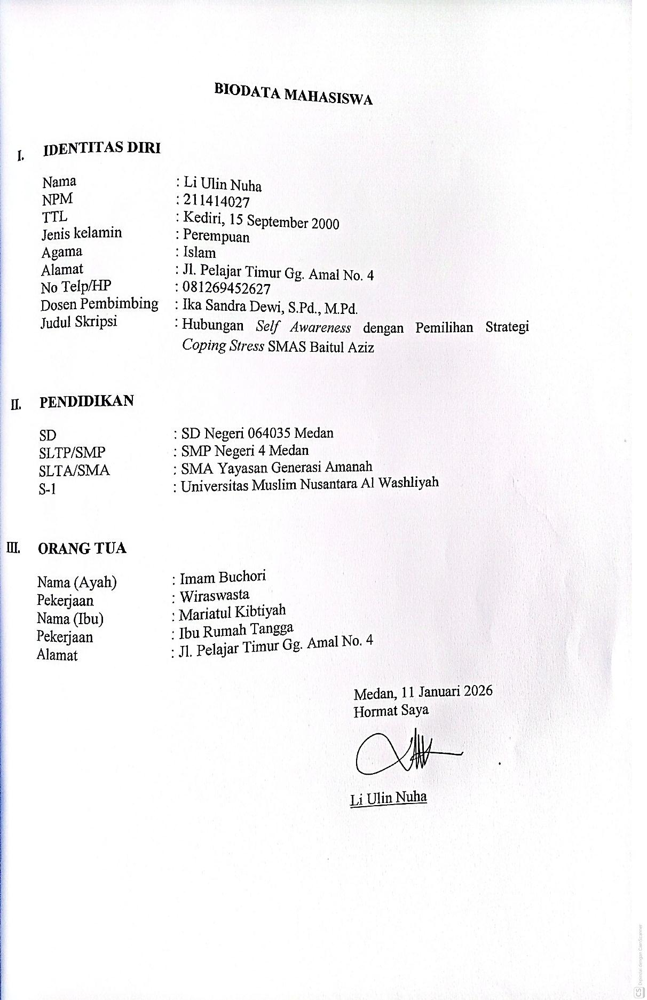 BIODATA MAHASISWA
I. IDENTITAS DIRI
Nama : Li Ulin Nuha
NPM : 211414027
TTL : Kediri, 15 September 2000
Jenis kelamin : Perempuan
Agama : Islam
Alamat : Jl. Pelajar Timur Gg. Amal No. 4
No Telp/HP : 081269452627
Dosen Pembimbing : Ika Sandra Dewi, S.Pd., M.Pd.
Judul Skripsi : Hubungan Self Awareness dengan Pemilihan Strategi
Coping Stress SMAS Baitul Aziz
II. PENDIDIKAN
SD : SD Negeri 064035 Medan
SLTP/SMP : SMP Negeri 4 Medan
SLTA/SMA : SMA Yayasan Generasi Amanah
S-1 : Universitas Muslim Nusantara Al Washliyah
III. ORANG TUA
Nama (Ayah) : Imam Buchori
Pekerjaan : Wiraswasta
Nama (Ibu) : Mariatul Kibtiyah
Pekerjaan : Ibu Rumah Tangga
Alamat : Jl. Pelajar Timur Gg. Amal No. 4
Medan, 11 Januari 2026
Hormat Saya
Li Ulin Nuha
CS Dipindai dengan CamScanner